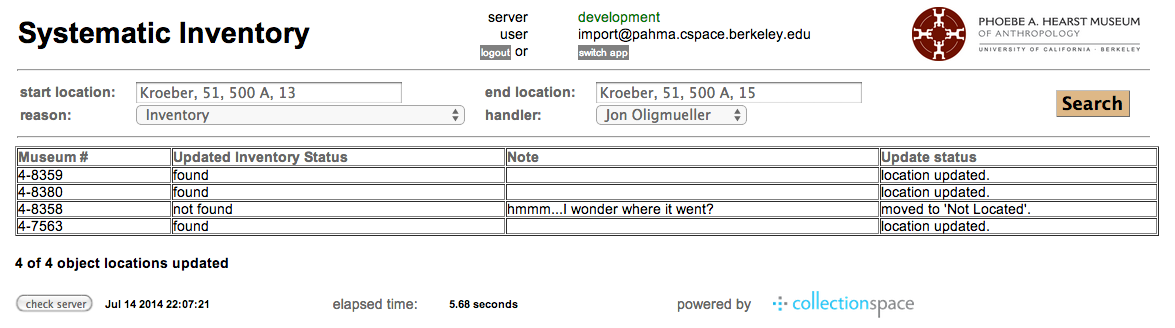 Systematic Inventory
server development
user import@pahma.cspace.berkeley.edu
logout or switch app
PHOEBE A. HEARST MUSEUM
OF ANTHROPOLOGY
UNIVERSITY OF CALIFORNIA · BERKELEY
start location: Kroeber, 51, 500 A, 13 end location: Kroeber, 51, 500 A, 15
reason: Inventory handler: Jon Oligmueller
Search
Museum # Updated Inventory Status Note Update status
4-8359 found location updated.
4-8380 found location updated.
4-8358 not found hmmm...I wonder where it went? moved to 'Not Located'.
4-7563 found location updated.
4 of 4 object locations updated
check server Jul 14 2014 22:07:21 elapsed time: 5.68 seconds powered by collectionspace